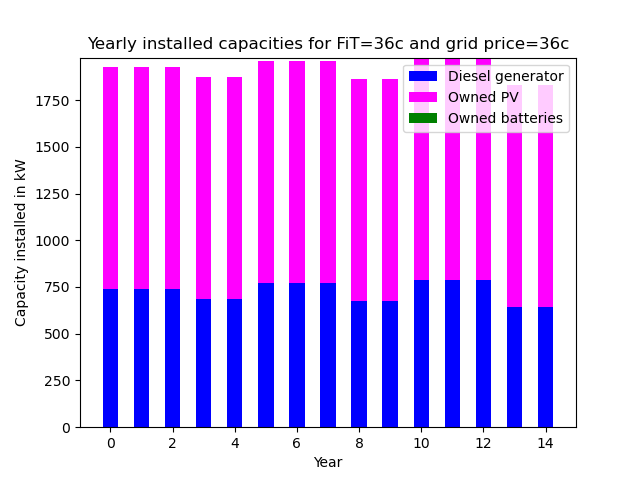 Yearly installed capacities for FiT=36c and grid price=36c
Diesel generator
Owned PV
Owned batteries
Capacity installed in kW
1750
1500
1250
1000
750
500
250
0
0 2 4 6 8 10 12 14
Year